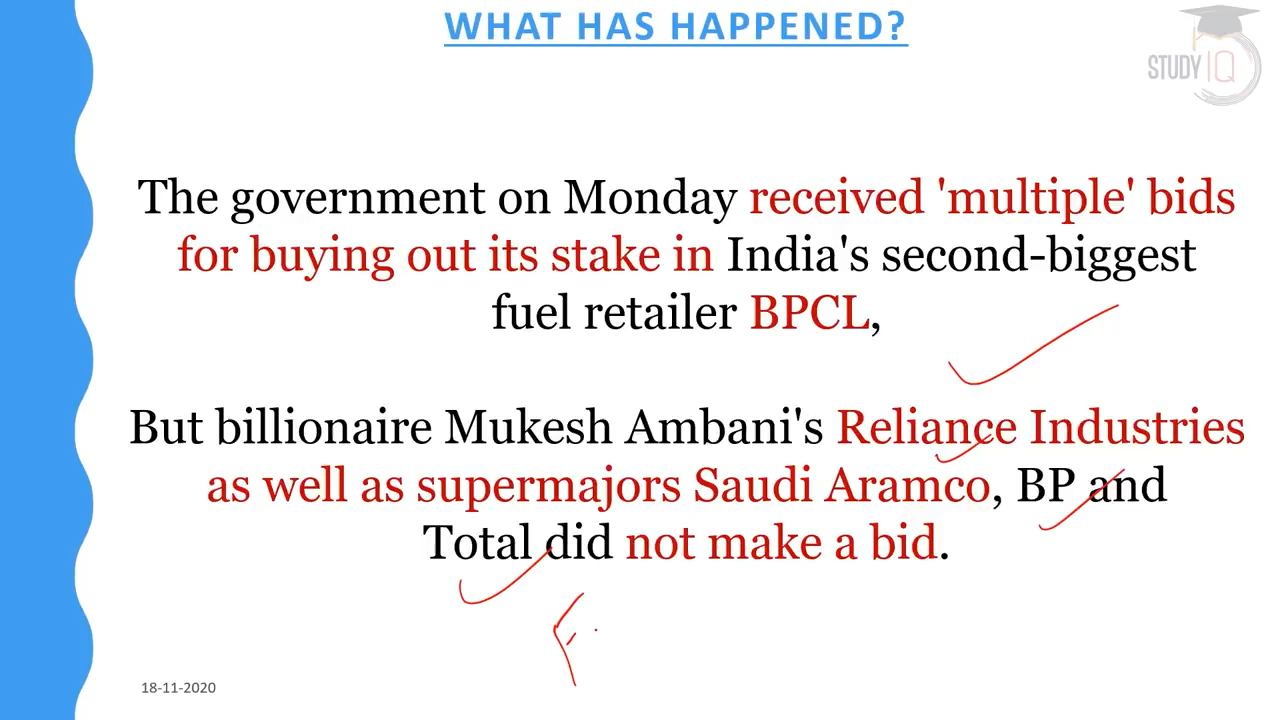 WHAT HAS HAPPENED?
STUDY IQ
The government on Monday received 'multiple' bids
for buying out its stake in India's second-biggest
fuel retailer BPCL,
But billionaire Mukesh Ambani's Reliance Industries
as well as supermajors Saudi Aramco, BP and
Total did not make a bid.
18-11-2020